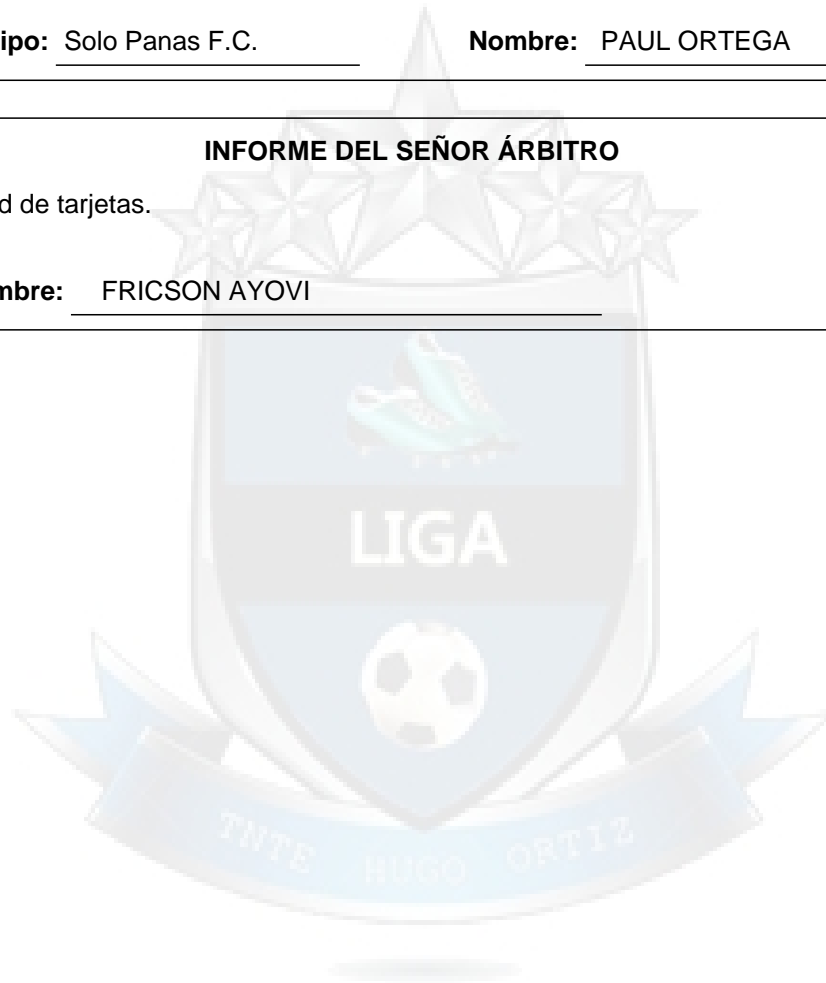 ipo: Solo Panas F.C. Nombre: PAUL ORTEGA
INFORME DEL SEÑOR ÁRBITRO
d de tarjetas.
mbre: FRICSON AYOVI
LIGA
TNTE HUGO ORTIZ